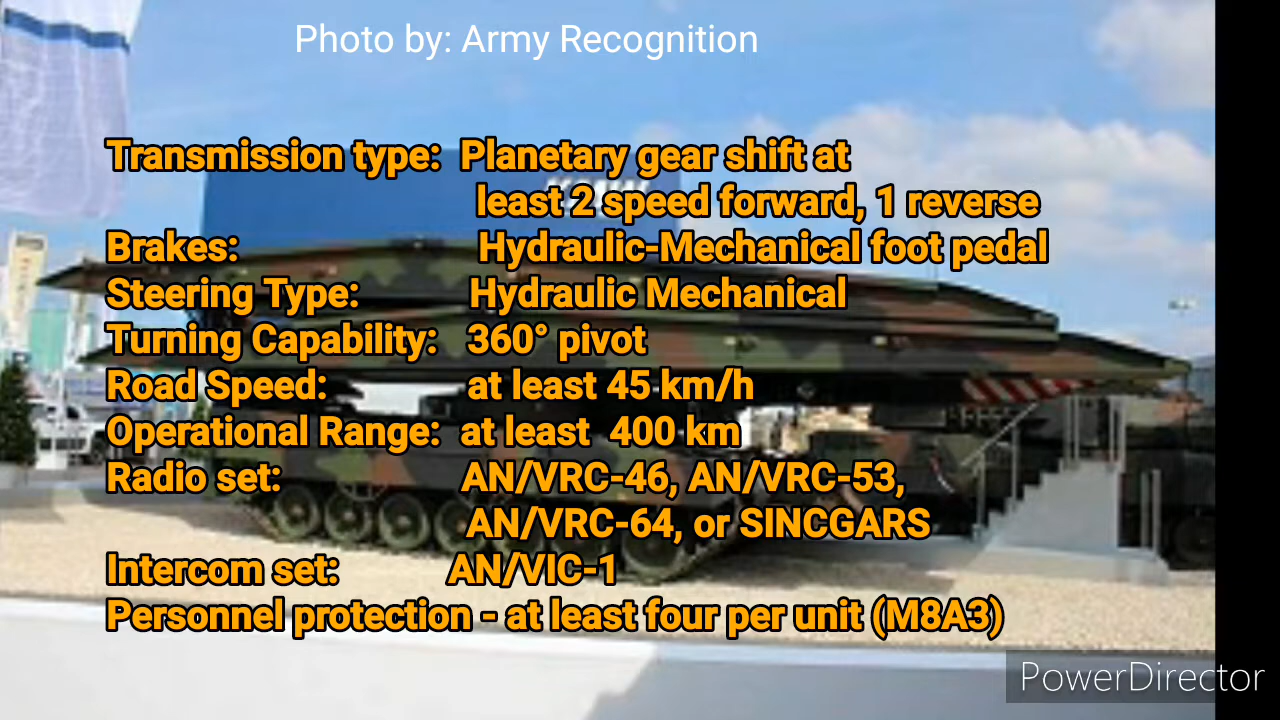 Photo by: Army Recognition
Transmission type: Planetary gear shift at
least 2 speed forward, 1 reverse
Brakes: Hydraulic-Mechanical foot pedal
Steering Type: Hydraulic Mechanical
Turning Capability: 360° pivot
Road Speed: at least 45 km/h
Operational Range: at least 400 km
Radio set: AN/VRC-46, AN/VRC-53,
AN/VRC-64, or SINCGARS
Intercom set: AN/VIC-1
Personnel protection - at least four per unit (M8A3)
PowerDirector